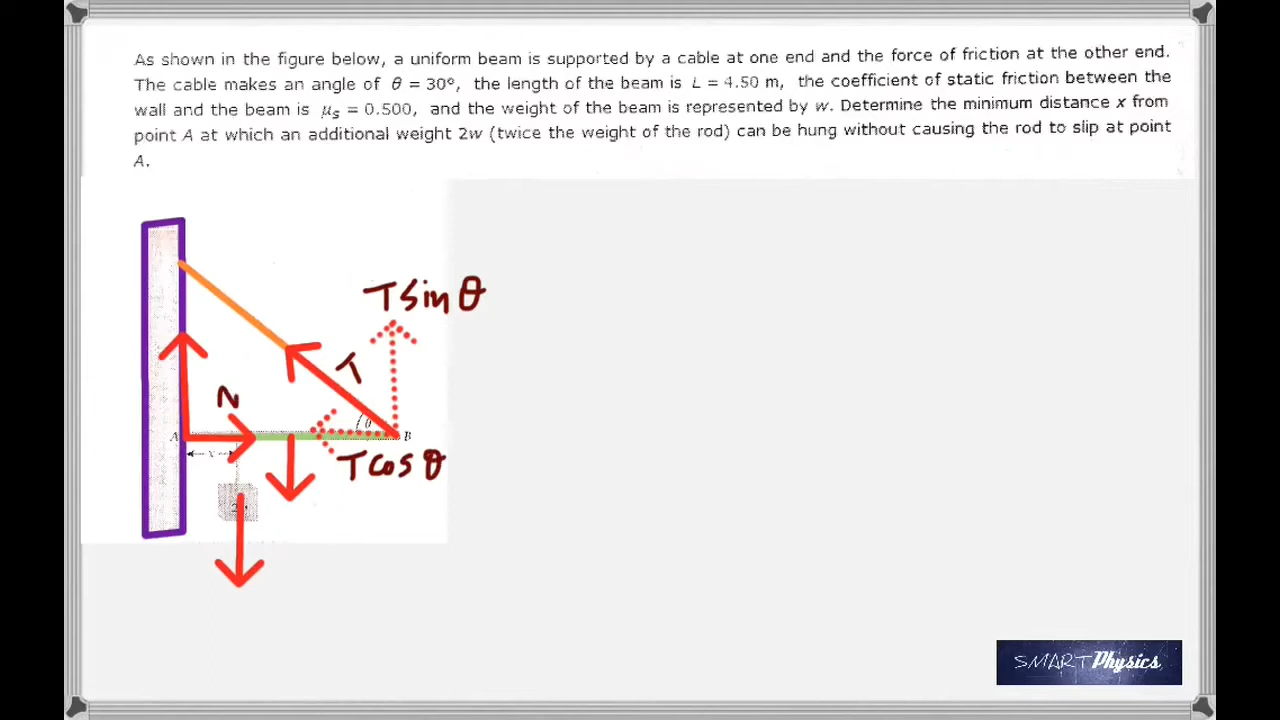 As shown in the figure below, a uniform beam is supported by a cable at one end and the force of friction at the other end.
The cable makes an angle of θ = 30°, the length of the beam is L = 4.50 m, the coefficient of static friction between the
wall and the beam is μs = 0.500, and the weight of the beam is represented by w. Determine the minimum distance x from
point A at which an additional weight 2w (twice the weight of the rod) can be hung without causing the rod to slip at point
A.
T sin θ
T
N
θ
A
B
x
T cos θ
SMART Physics